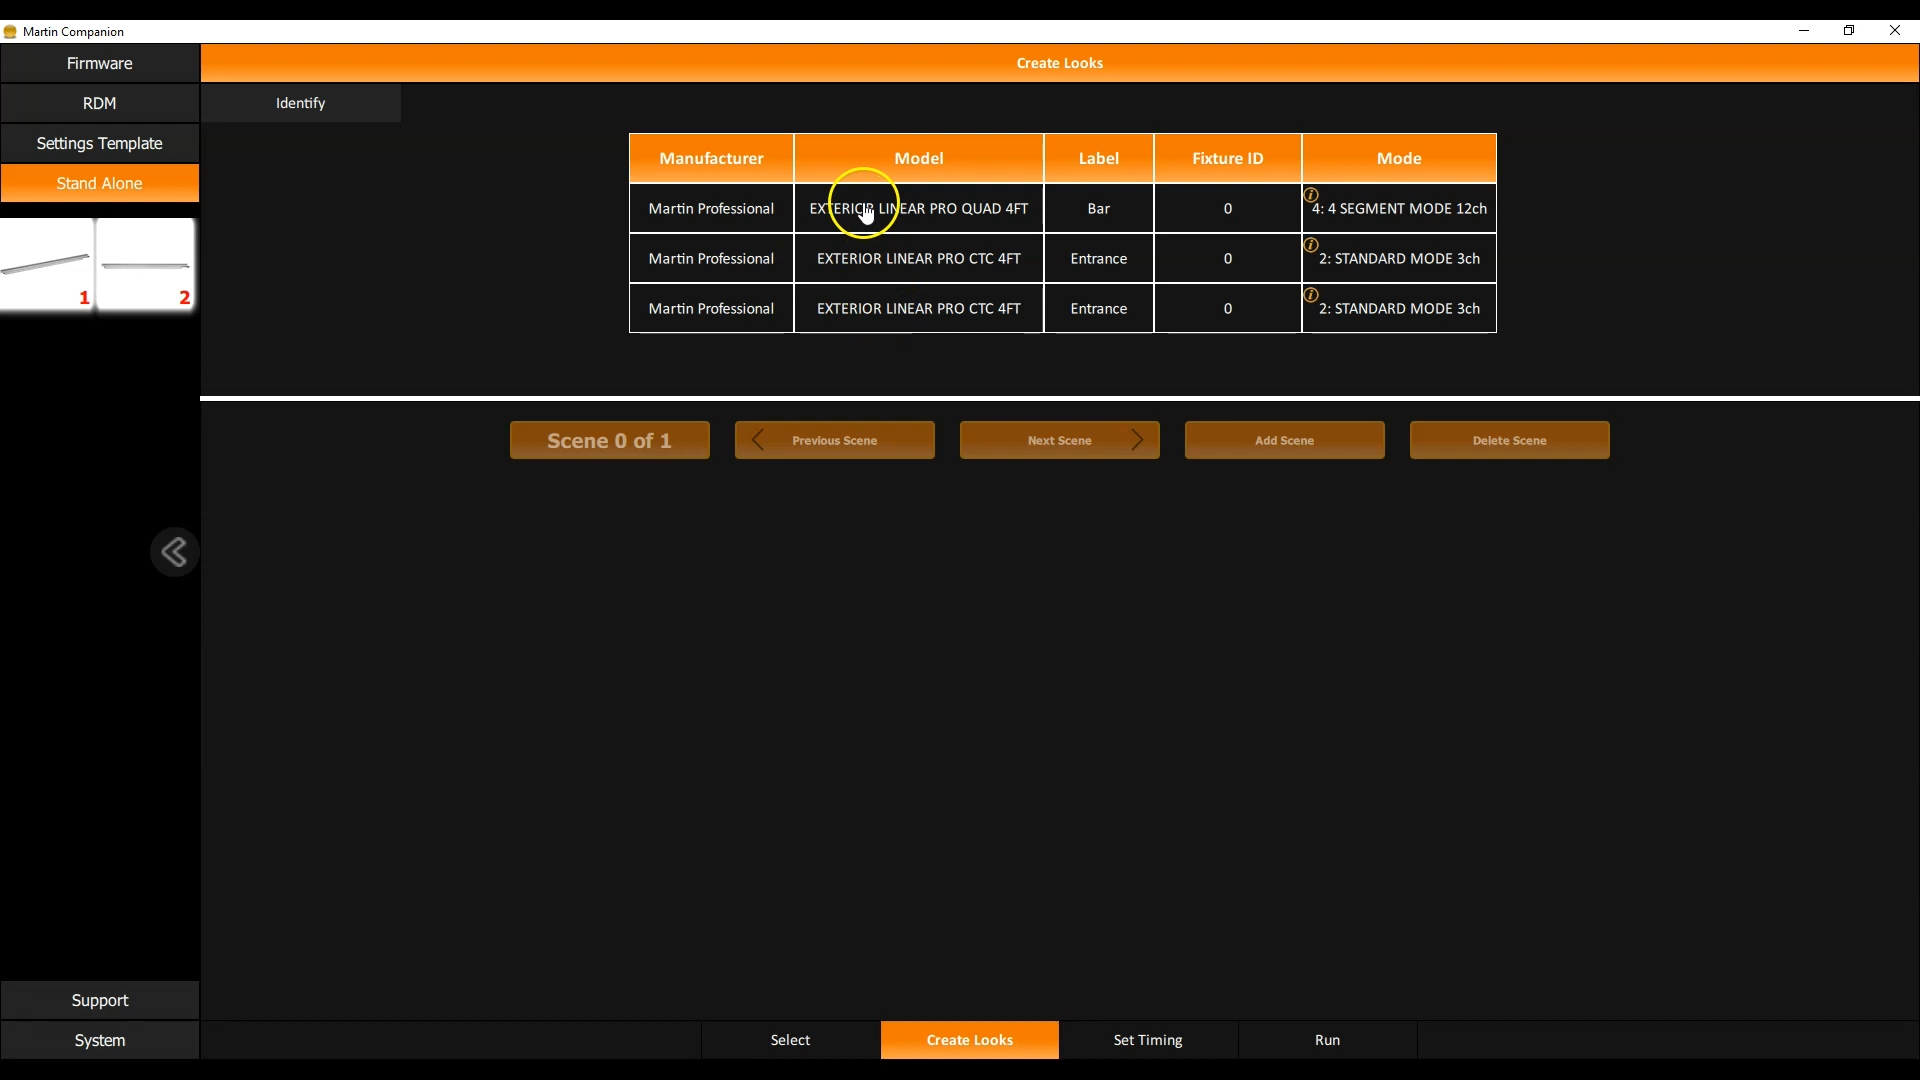 Martin Companion
Firmware
Create Looks
RDM
Identify
Settings Template
Stand Alone
1
2
Manufacturer Model Label Fixture ID Mode
Martin Professional EXTERIOR LINEAR PRO QUAD 4FT Bar 0 4: 4 SEGMENT MODE 12ch
Martin Professional EXTERIOR LINEAR PRO CTC 4FT Entrance 0 2: STANDARD MODE 3ch
Martin Professional EXTERIOR LINEAR PRO CTC 4FT Entrance 0 2: STANDARD MODE 3ch
Scene 0 of 1 Previous Scene Next Scene Add Scene Delete Scene
Support
System
Select Create Looks Set Timing Run